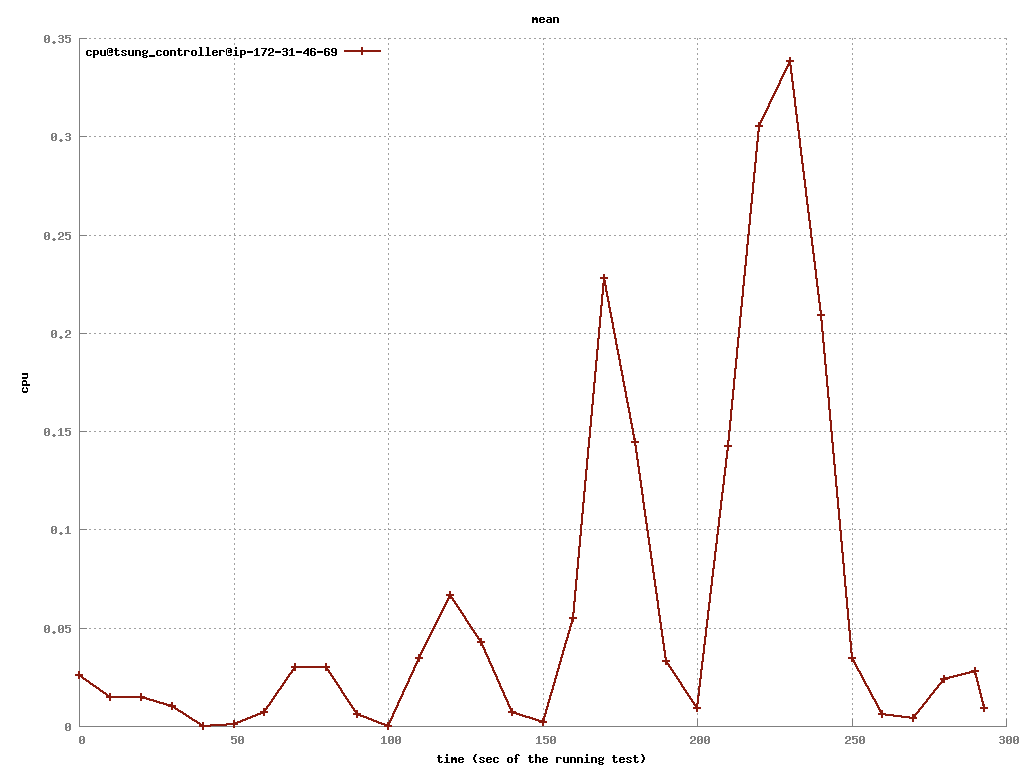 mean
cpu@tsung_controller@ip-172-31-46-69
0.35
0.3
0.25
0.2
0.15
0.1
0.05
0
cpu
0 50 100 150 200 250 300
time (sec of the running test)